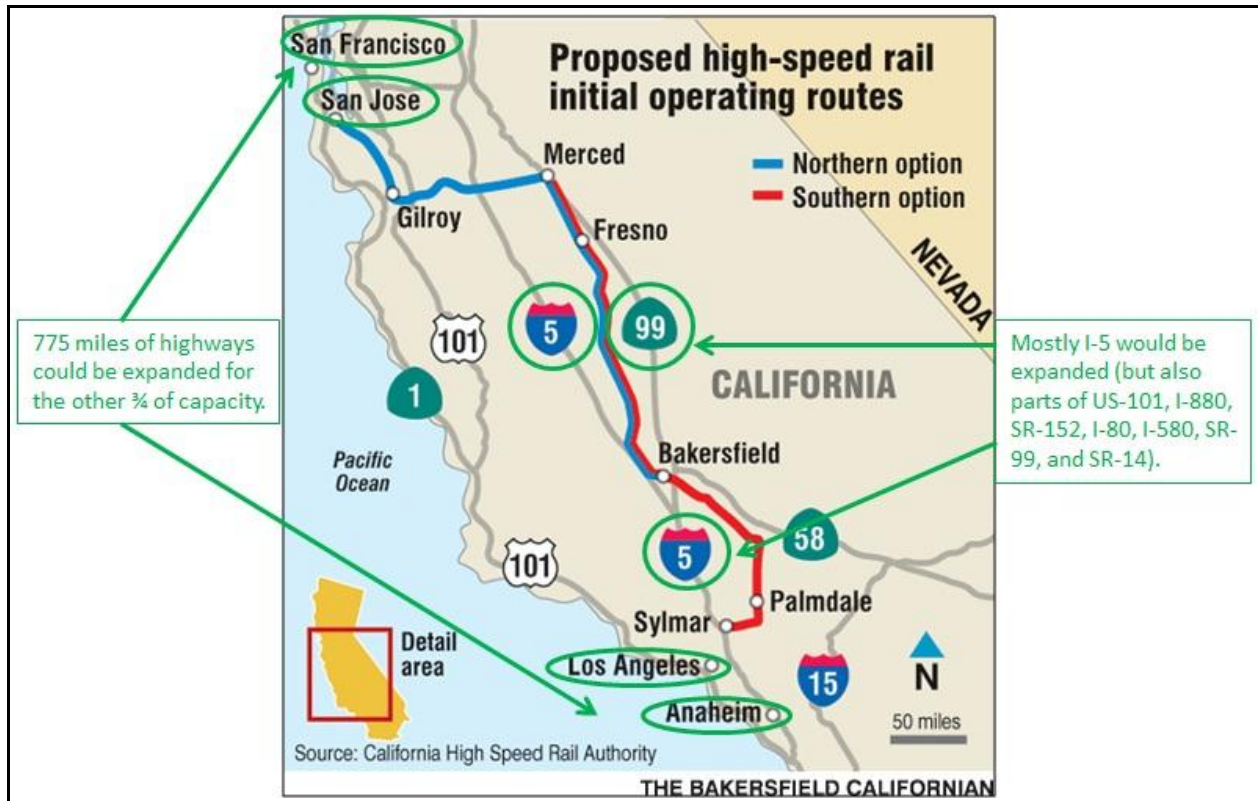 San Francisco
San Jose
Proposed high-speed rail
initial operating routes
Merced
Northern option
Southern option
Gilroy
Fresno
NEVADA
5
99
101
775 miles of highways
could be expanded for
the other ¾ of capacity.
Mostly I-5 would be
expanded (but also
parts of US-101, I-880,
SR-152, I-80, I-580, SR-
99, and SR-14).
1
CALIFORNIA
Pacific
Ocean
Bakersfield
5
58
101
Palmdale
Sylmar
Detail
area
Los Angeles
15
N
Anaheim
50 miles
Source: California High Speed Rail Authority
THE BAKERSFIELD CALIFORNIAN